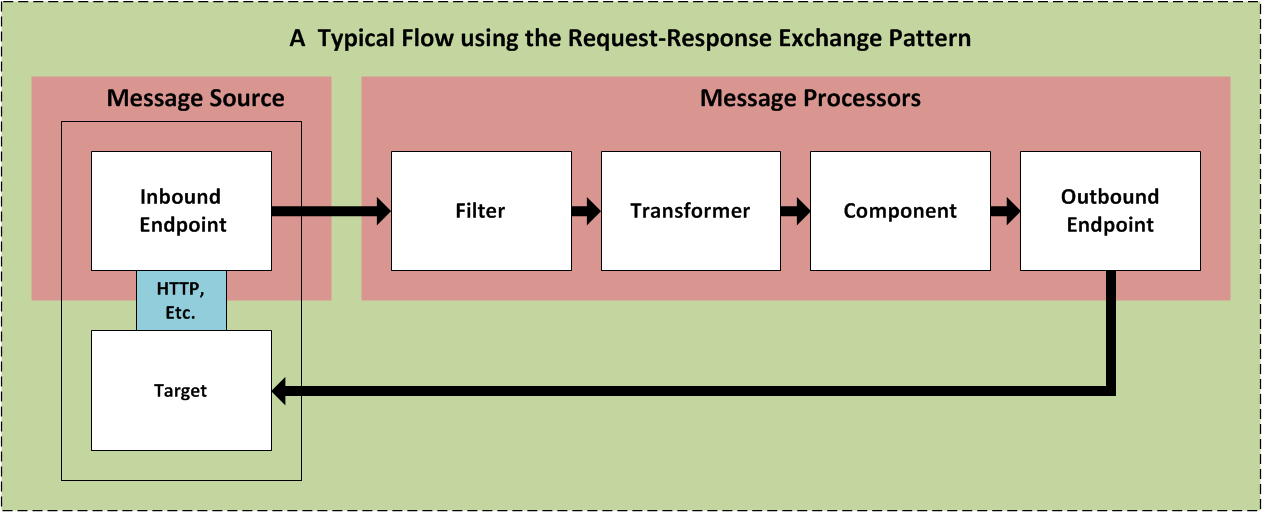 A  Typical Flow using the Request-Response Exchange Pattern
Message Source
Message Processors
Inbound
Endpoint
Filter
Transformer
Component
Outbound
Endpoint
HTTP,
Etc.
Target